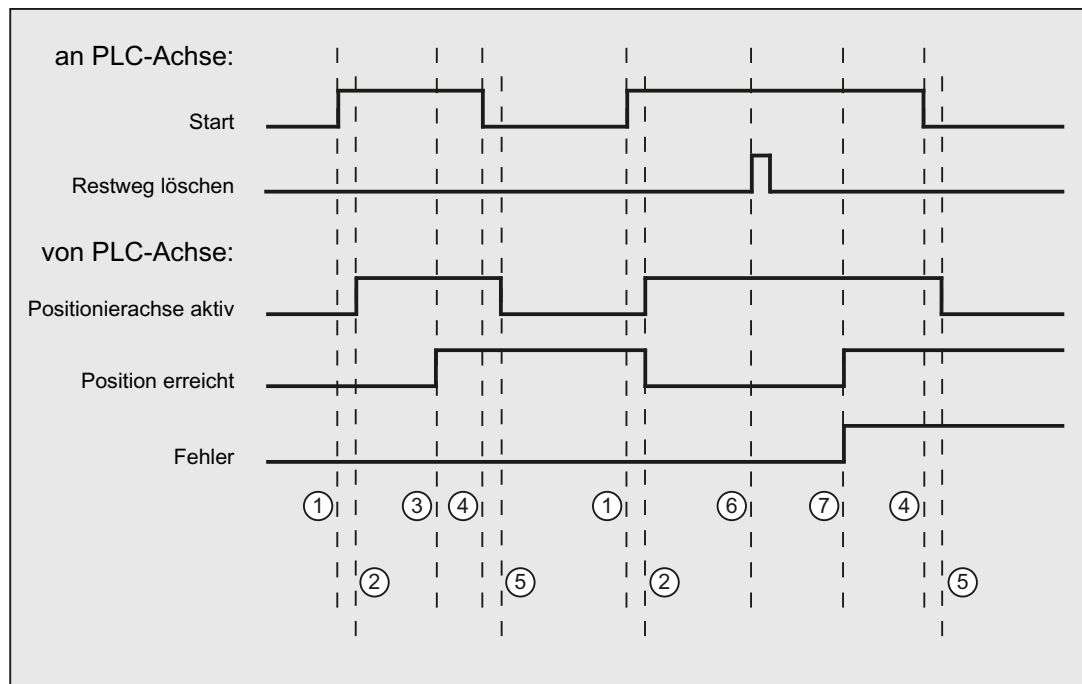 an PLC-Achse:
Start
Restweg löschen
von PLC-Achse:
Positionierachse aktiv
Position erreicht
Fehler
1 3 4 1 6 7 4
2 5 2 5